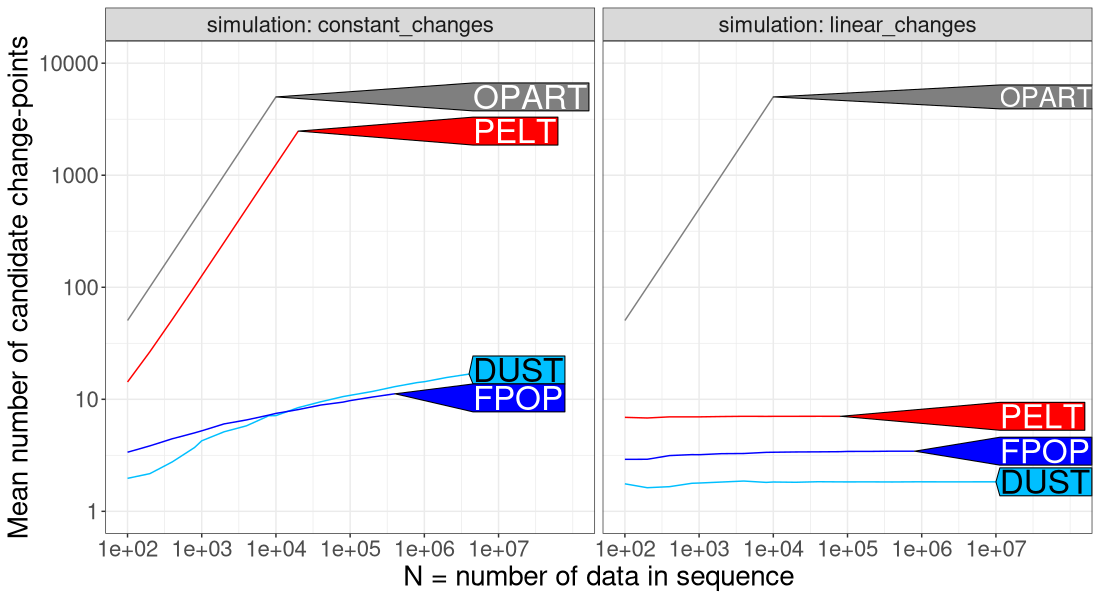 simulation: constant_changes
simulation: linear_changes
Mean number of candidate change-points
10000
1000
100
10
1
OPART
PELT
DUST
FPOP
OPART
PELT
FPOP
DUST
1e+02 1e+03 1e+04 1e+05 1e+06 1e+07
1e+02 1e+03 1e+04 1e+05 1e+06 1e+07
N = number of data in sequence